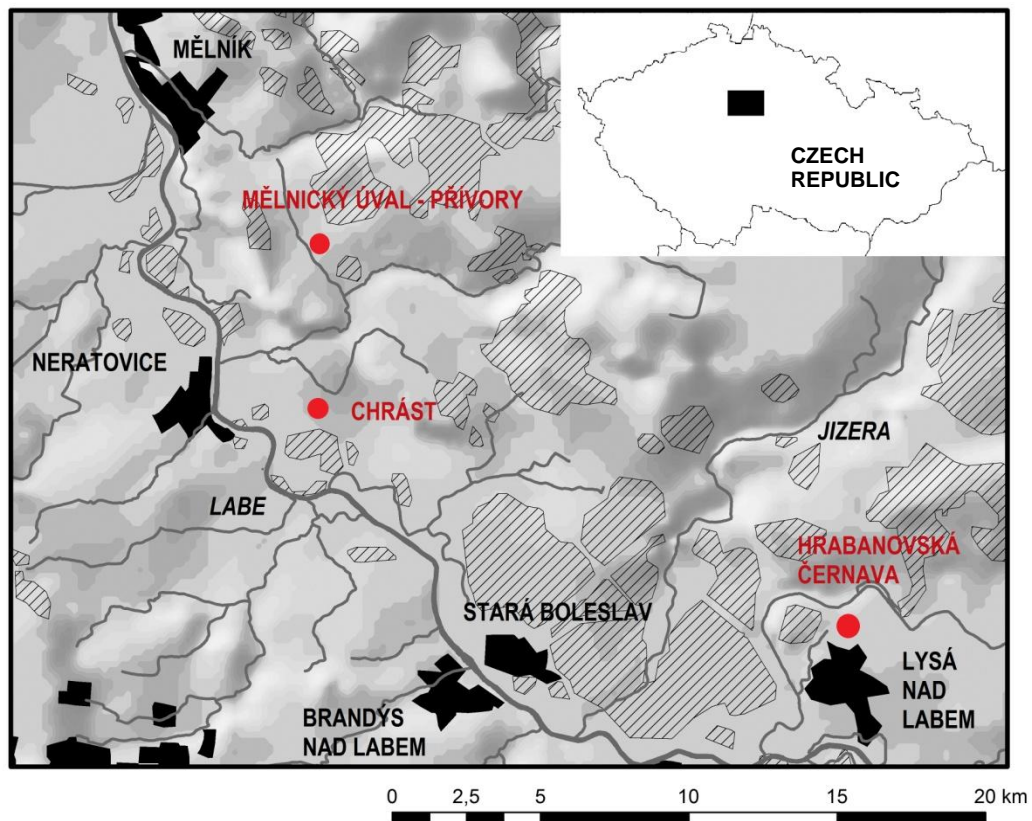 MĚLNÍK
CZECH
REPUBLIC
MĚLNICKÝ ÚVAL - PŘÍVORY
NERATOVICE
CHRÁST
JIZERA
LABE
HRABANOVSKÁ
ČERNAVA
STARÁ BOLESLAV
LYSÁ
NAD
LABEM
BRANDÝS
NAD LABEM
0 2,5 5 10 15 20 km